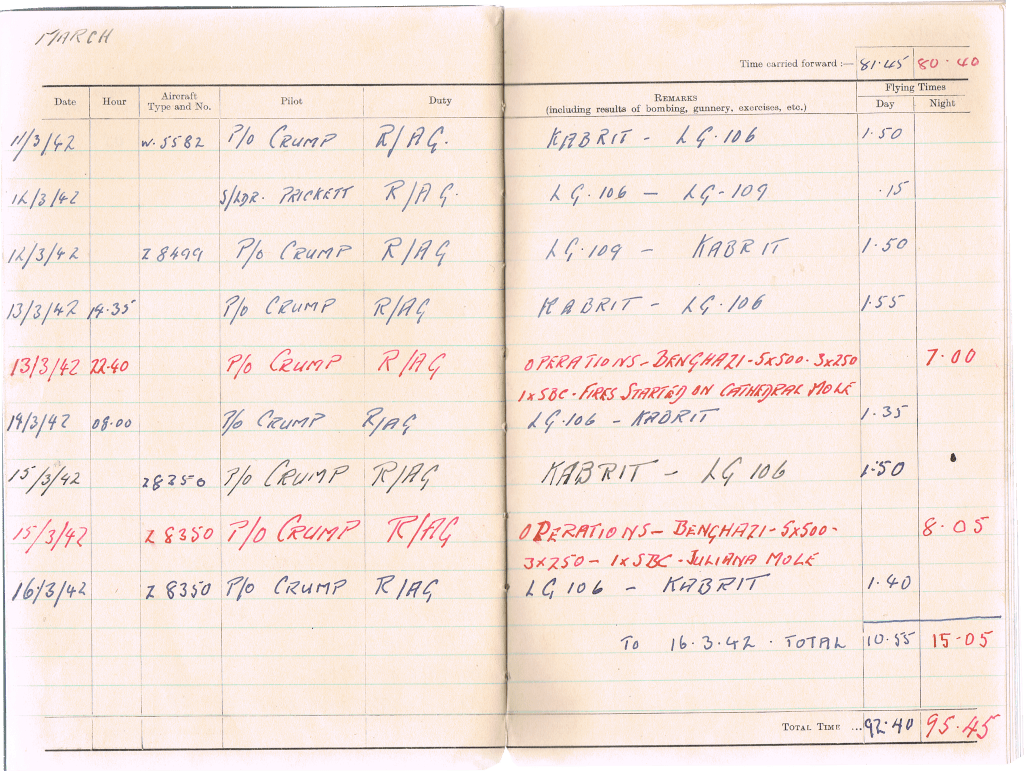 MARCH
Time carried forward :— 81.45 80.40
Date Hour Aircraft Type and No. Pilot Duty REMARKS (including results of bombing, gunnery, exercises, etc.) Flying Times Day Night
11/3/42 W.5582 P/O CRUMP R/AG. KABRIT - LG.106 1.50
12/3/42 S/LDR. PRICKETT R/AG. LG.106 - LG-109 .15
12/3/42 Z8499 P/O CRUMP R/AG LG.109 - KABRIT 1.50
13/3/42 14.35 P/O CRUMP R/AG KABRIT - LG.106 1.55
13/3/42 22.40 P/O CRUMP R/AG OPERATIONS-BENGHAZI-5x500.3x250 7.00
1xSBC-FIRES STARTED ON CATHEDRAL MOLE
14/3/42 08.00 P/O CRUMP R/AG LG.106 - KABRIT 1.35
15/3/42 Z8350 P/O CRUMP R/AG KABRIT - LG 106 1.50
15/3/42 Z 8350 P/O CRUMP R/AG OPERATIONS-BENGHAZI-5x500- 8.05
3x250 - 1xSBC - JULIANA MOLE
16/3/42 Z 8350 P/O CRUMP R/AG LG 106 - KABRIT 1.40
TO 16.3.42. TOTAL 10.55 15.05
TOTAL TIME ... 92.40 95.45